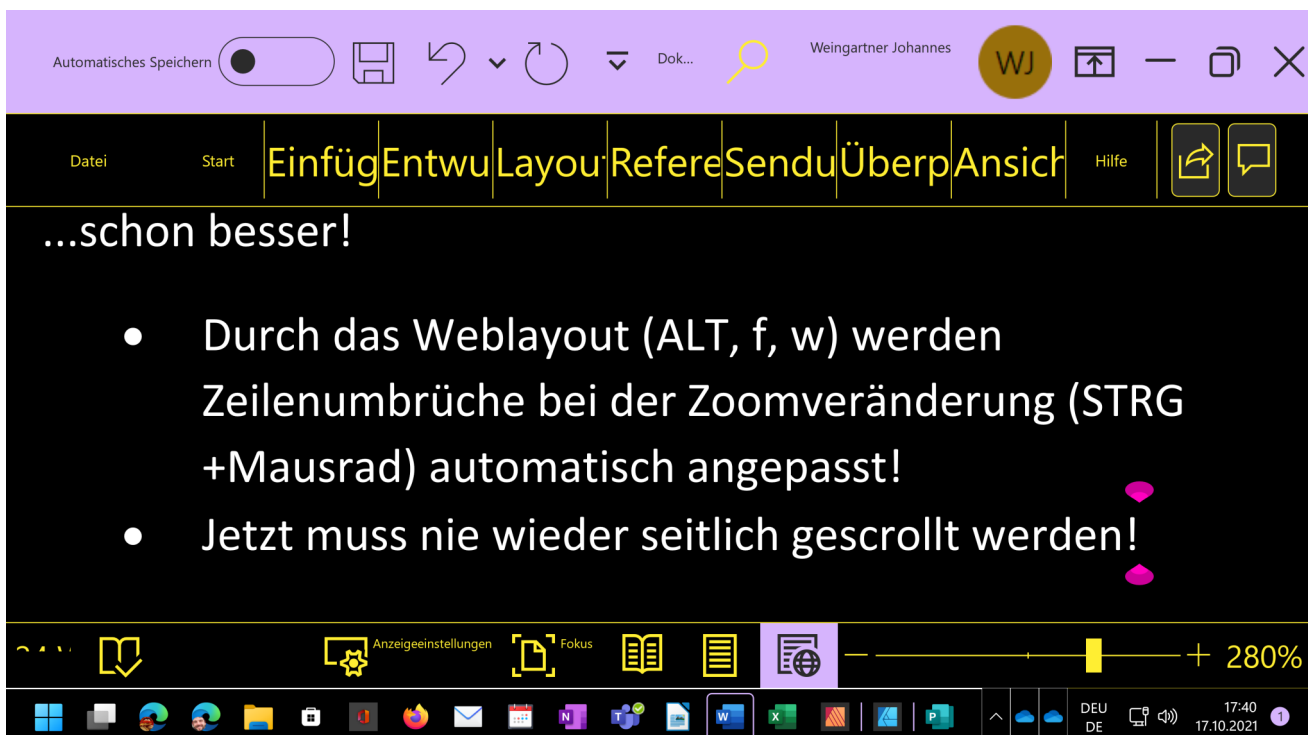 Automatisches Speichern
Dok...
Weingartner Johannes
WJ
Datei Start Einfüg Entwu Layou Refere Sendu Überp Ansich Hilfe
...schon besser!
● Durch das Weblayout (ALT, f, w) werden
Zeilenumbrüche bei der Zoomveränderung (STRG
+Mausrad) automatisch angepasst!
● Jetzt muss nie wieder seitlich gescrollt werden!
Anzeigeeinstellungen Fokus 280%
DEU
DE
17:40
17.10.2021
1